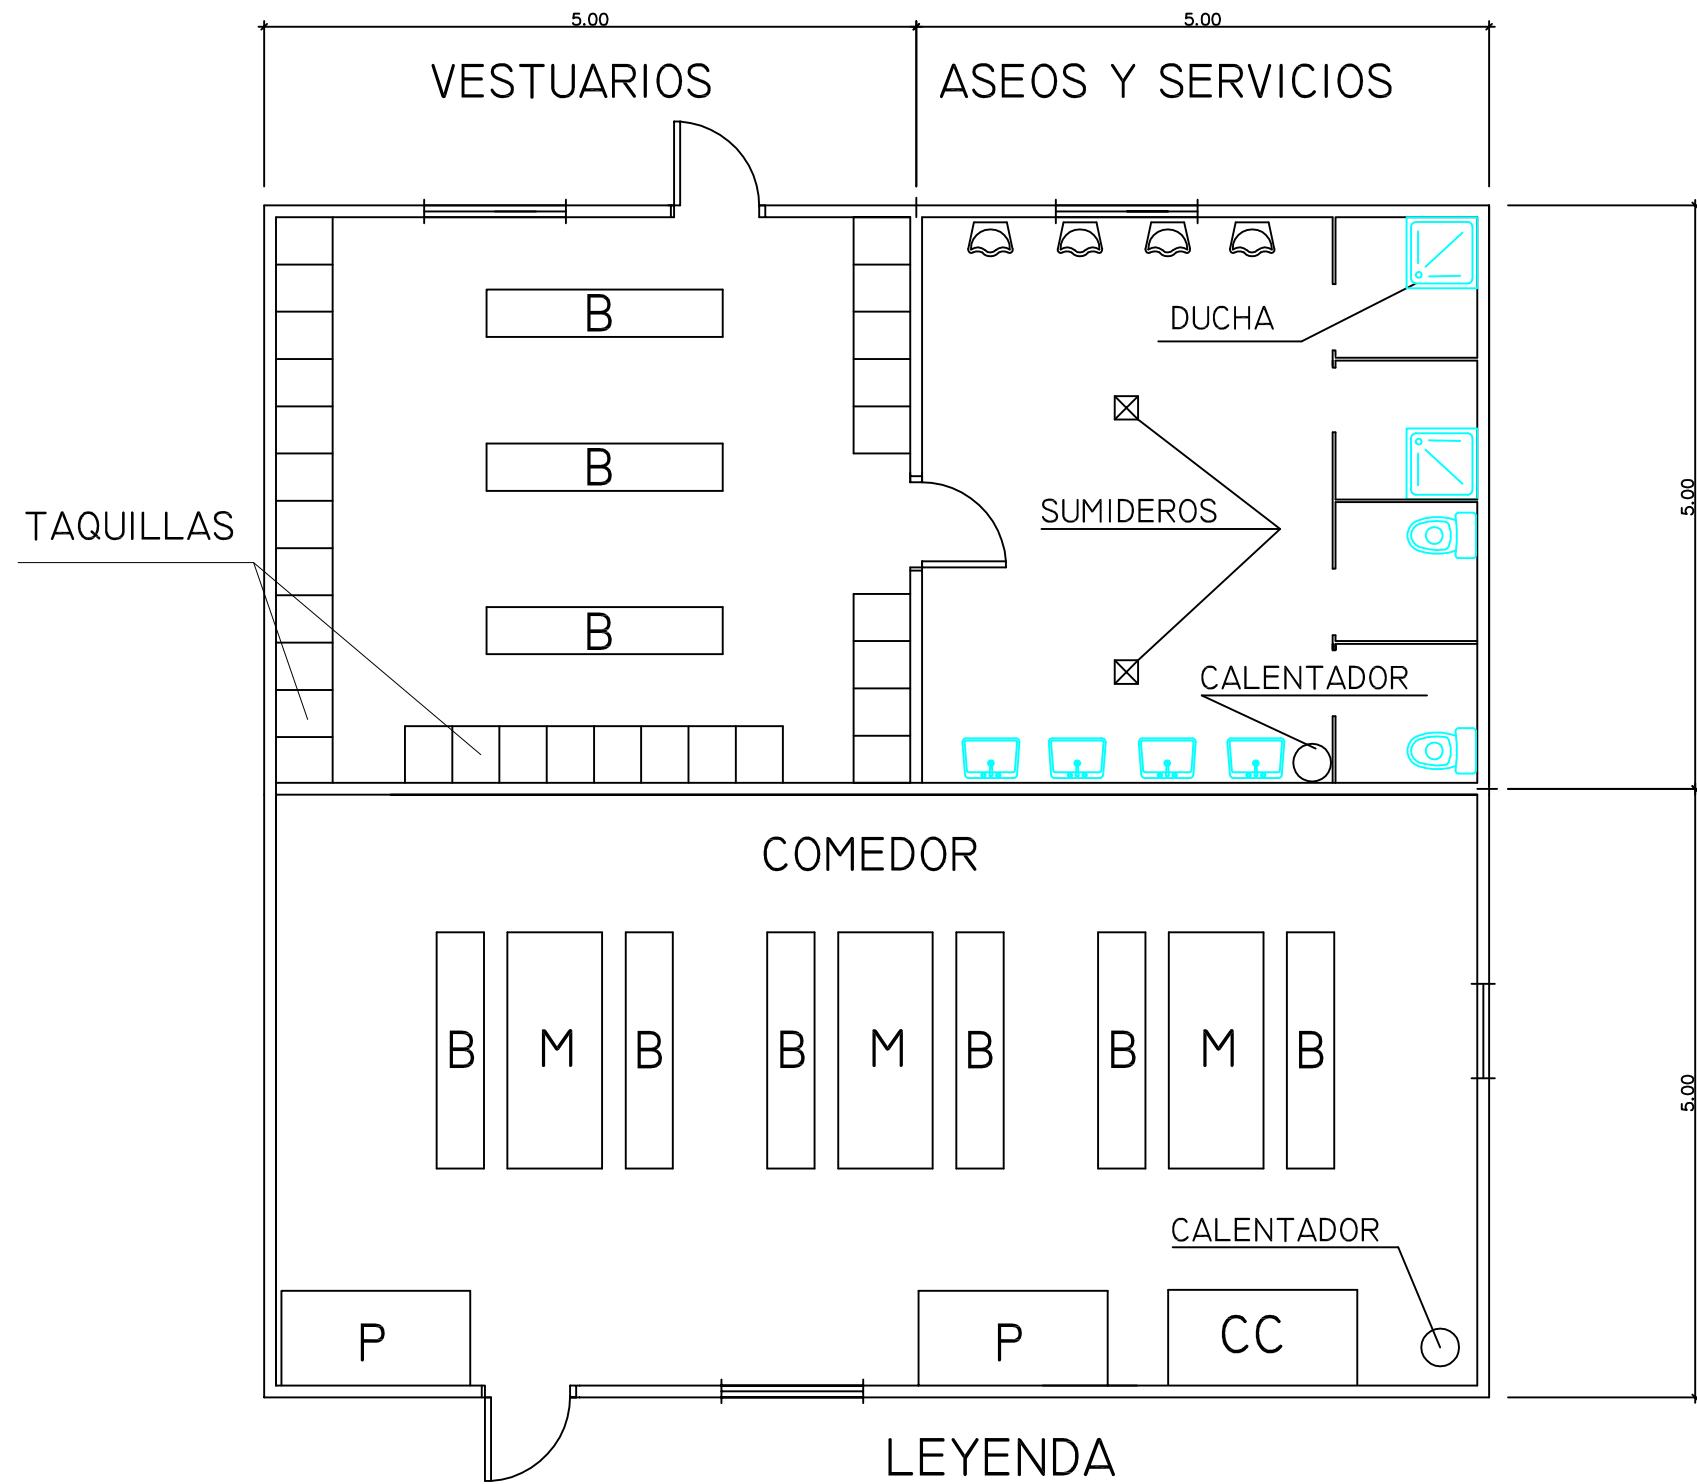 5.00 5.00
VESTUARIOS ASEOS Y SERVICIOS
B
DUCHA
B
5.00
SUMIDEROS
TAQUILLAS
B
CALENTADOR
COMEDOR
B M B B M B B M B
5.00
CALENTADOR
P P CC
LEYENDA